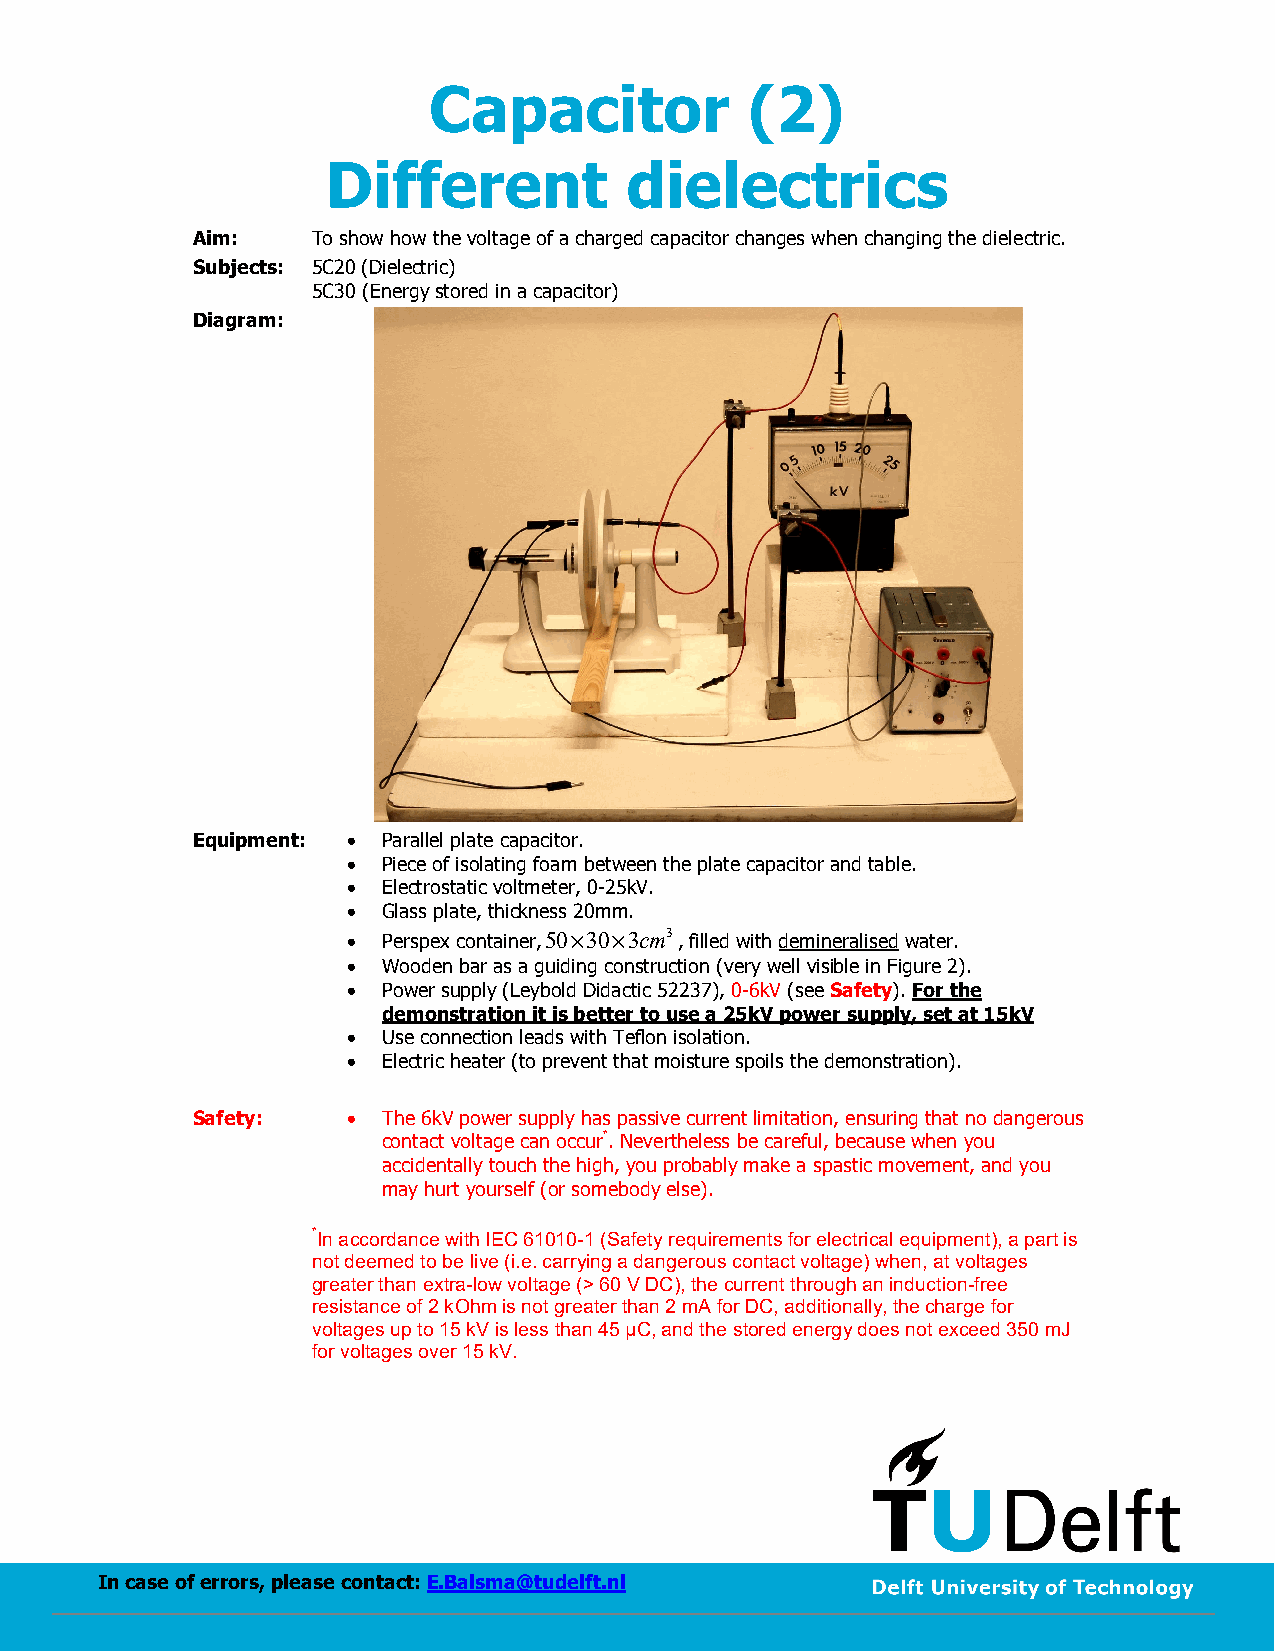 Capacitor (2)
Different dielectrics
Aim: To show how the voltage of a charged capacitor changes when changing the dielectric.
Subjects: 5C20 (Dielectric)
5C30 (Energy stored in a capacitor)
Diagram:
0 5 10 15 20 25
kV
Equipment: • Parallel plate capacitor.
• Piece of isolating foam between the plate capacitor and table.
• Electrostatic voltmeter, 0-25kV.
• Glass plate, thickness 20mm.
• Perspex container, 50×30×3cm³ , filled with demineralised water.
• Wooden bar as a guiding construction (very well visible in Figure 2).
• Power supply (Leybold Didactic 52237), 0-6kV (see Safety). For the
demonstration it is better to use a 25kV power supply, set at 15kV
• Use connection leads with Teflon isolation.
• Electric heater (to prevent that moisture spoils the demonstration).
Safety: • The 6kV power supply has passive current limitation, ensuring that no dangerous
contact voltage can occur*. Nevertheless be careful, because when you
accidentally touch the high, you probably make a spastic movement, and you
may hurt yourself (or somebody else).
*In accordance with IEC 61010-1 (Safety requirements for electrical equipment), a part is
not deemed to be live (i.e. carrying a dangerous contact voltage) when, at voltages
greater than extra-low voltage (> 60 V DC), the current through an induction-free
resistance of 2 kOhm is not greater than 2 mA for DC, additionally, the charge for
voltages up to 15 kV is less than 45 µC, and the stored energy does not exceed 350 mJ
for voltages over 15 kV.
TUDelft
In case of errors, please contact: E.Balsma@tudelft.nl
Delft University of Technology